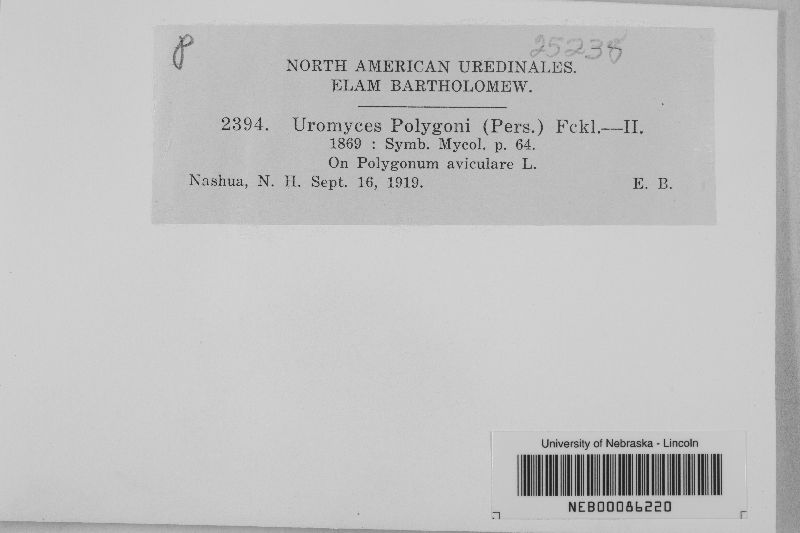 P 25238
NORTH AMERICAN UREDINALES.
ELAM BARTHOLOMEW.
2394. Uromyces Polygoni (Pers.) Fckl.—II.
1869 : Symb. Mycol. p. 64.
On Polygonum aviculare L.
Nashua, N. H. Sept. 16, 1919. E. B.
University of Nebraska - Lincoln
NEB00086220